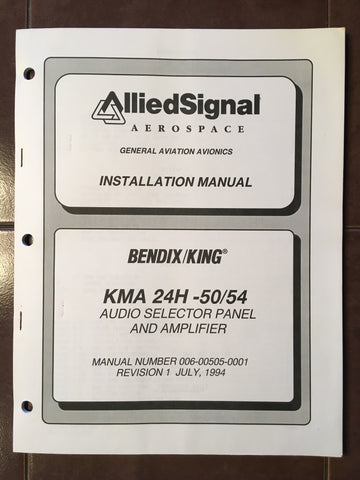 AlliedSignal
AEROSPACE
GENERAL AVIATION AVIONICS
INSTALLATION MANUAL
BENDIX/KING®
KMA 24H -50/54
AUDIO SELECTOR PANEL
AND AMPLIFIER
MANUAL NUMBER 006-00505-0001
REVISION 1 JULY, 1994